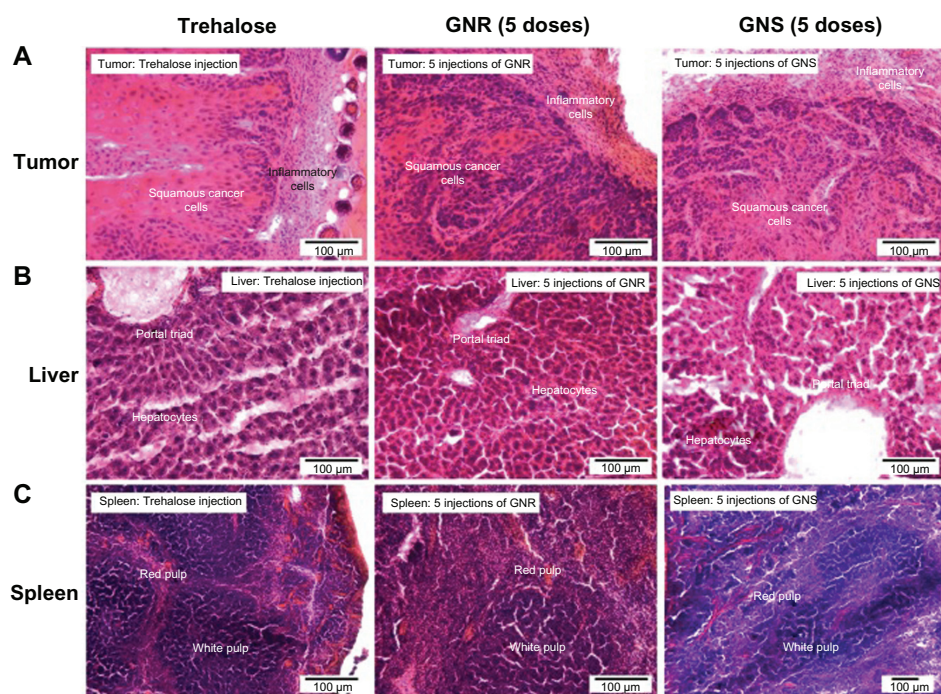 Trehalose
GNR (5 doses)
GNS (5 doses)
A
Tumor
Tumor: Trehalose injection
Inflammatory
cells
Squamous cancer
cells
100 µm
Tumor: 5 injections of GNR
Inflammatory
cells
Squamous cancer
cells
100 µm
Tumor: 5 injections of GNS
Inflammatory
cells
Squamous cancer
cells
100 µm
B
Liver
Liver: Trehalose injection
Portal triad
Hepatocytes
100 µm
Liver: 5 injections of GNR
Portal triad
Hepatocytes
100 µm
Liver: 5 injections of GNS
Portal triad
Hepatocytes
100 µm
C
Spleen
Spleen: Trehalose injection
Red pulp
White pulp
100 µm
Spleen: 5 injections of GNR
Red pulp
White pulp
100 µm
Spleen: 5 injections of GNS
Red pulp
White pulp
100 µm